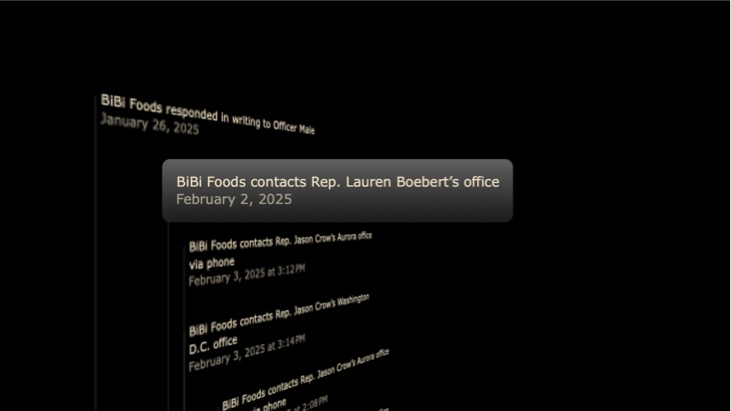 BiBi Foods responded in writing to Officer Male
January 26, 2025
BiBi Foods contacts Rep. Lauren Boebert’s office
February 2, 2025
BiBi Foods contacts Rep. Jason Crow's Aurora office
via phone
February 3, 2025 at 3:12PM
BiBi Foods contacts Rep. Jason Crow's Washington
D.C. office
February 3, 2025 at 3:14PM
BiBi Foods contacts Rep. Jason Crow's Aurora office
phone
at 2:08PM